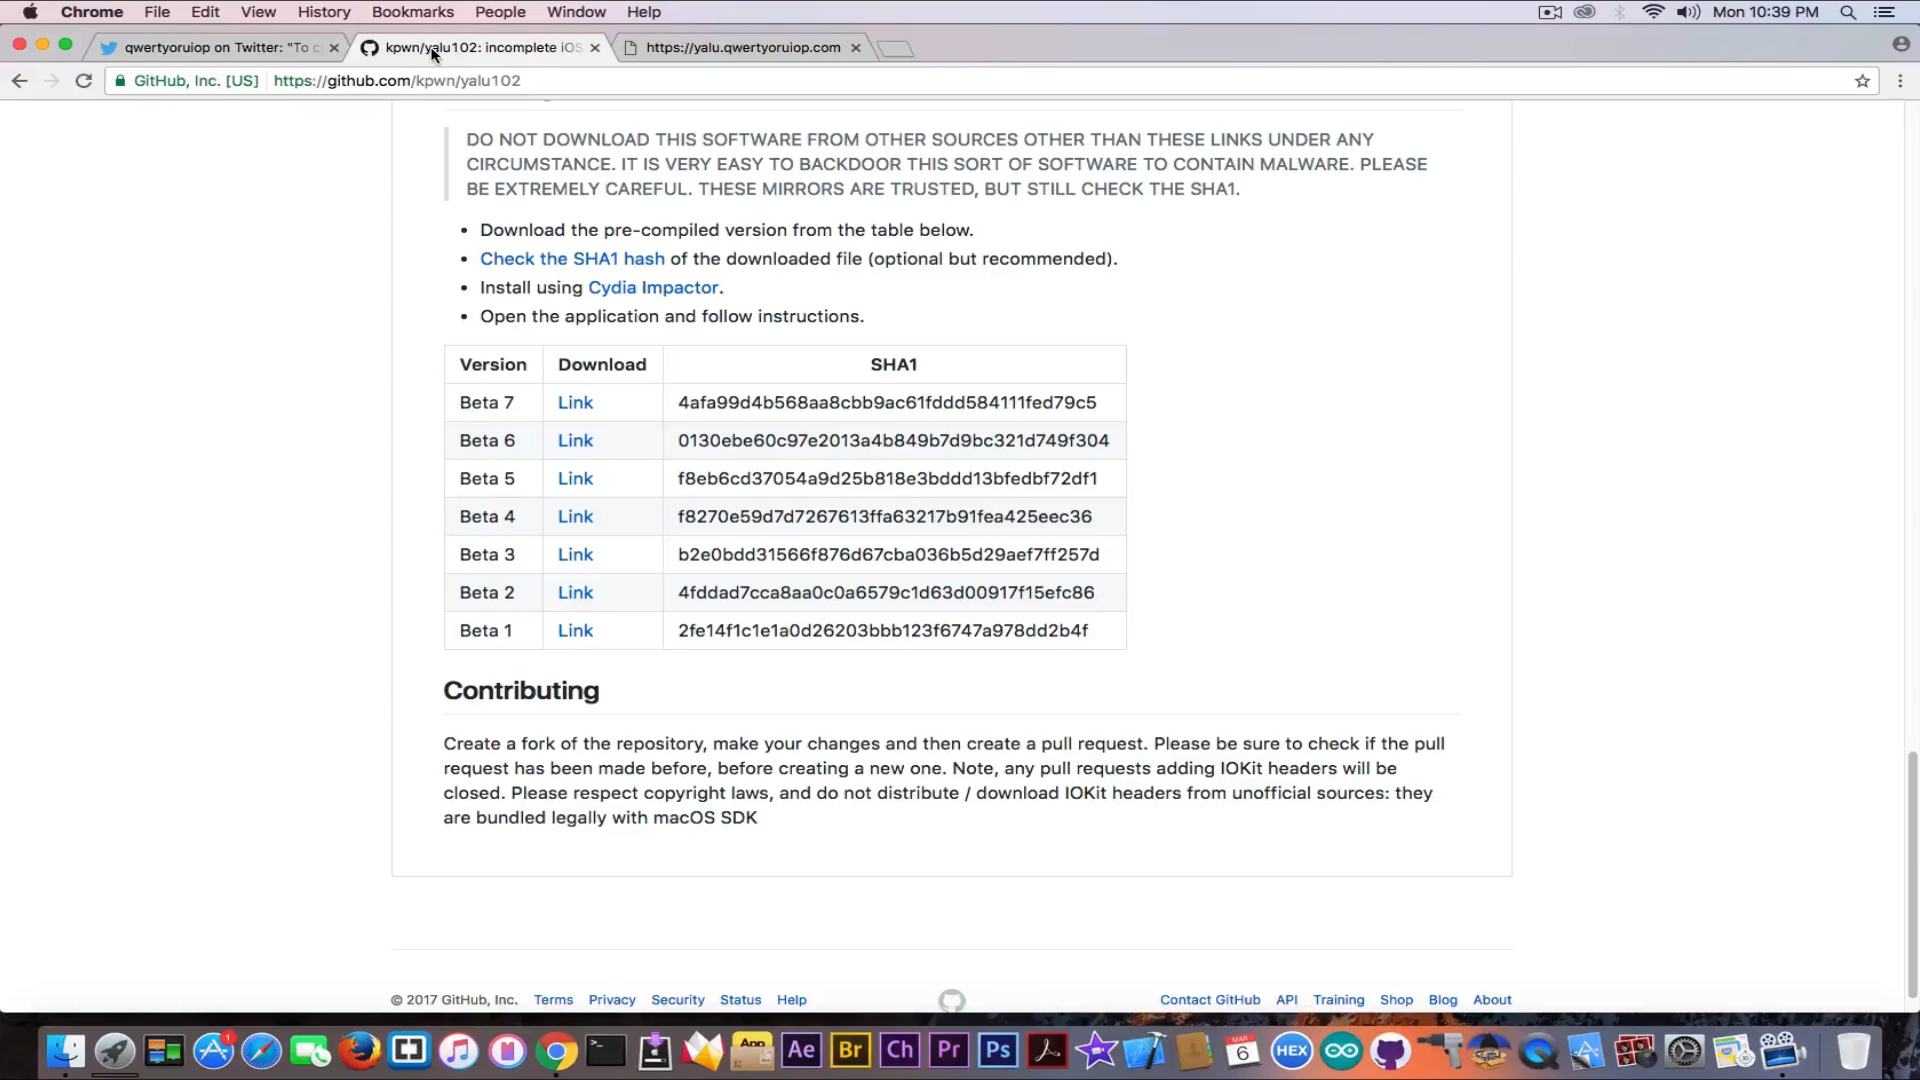 Chrome File Edit View History Bookmarks People Window Help Mon 10:39 PM
qwertyoruiop on Twitter: "To c
kpwn/yalu102: incomplete iOS
https://yalu.qwertyoruiop.com
GitHub, Inc. [US] https://github.com/kpwn/yalu102
DO NOT DOWNLOAD THIS SOFTWARE FROM OTHER SOURCES OTHER THAN THESE LINKS UNDER ANY
CIRCUMSTANCE. IT IS VERY EASY TO BACKDOOR THIS SORT OF SOFTWARE TO CONTAIN MALWARE. PLEASE
BE EXTREMELY CAREFUL. THESE MIRRORS ARE TRUSTED, BUT STILL CHECK THE SHA1.
• Download the pre-compiled version from the table below.
• Check the SHA1 hash of the downloaded file (optional but recommended).
• Install using Cydia Impactor.
• Open the application and follow instructions.
Version Download SHA1
Beta 7 Link 4afa99d4b568aa8cbb9ac61fddd584111fed79c5
Beta 6 Link 0130ebe60c97e2013a4b849b7d9bc321d749f304
Beta 5 Link f8eb6cd37054a9d25b818e3bddd13bfedbf72df1
Beta 4 Link f8270e59d7d7267613ffa63217b91fea425eec36
Beta 3 Link b2e0bdd31566f876d67cba036b5d29aef7ff257d
Beta 2 Link 4fddad7cca8aa0c0a6579c1d63d00917f15efc86
Beta 1 Link 2fe14f1c1e1a0d26203bbb123f6747a978dd2b4f
Contributing
Create a fork of the repository, make your changes and then create a pull request. Please be sure to check if the pull
request has been made before, before creating a new one. Note, any pull requests adding IOKit headers will be
closed. Please respect copyright laws, and do not distribute / download IOKit headers from unofficial sources: they
are bundled legally with macOS SDK
© 2017 GitHub, Inc. Terms Privacy Security Status Help Contact GitHub API Training Shop Blog About
1 App Ae Br Ch Pr Ps MAR 6 HEX